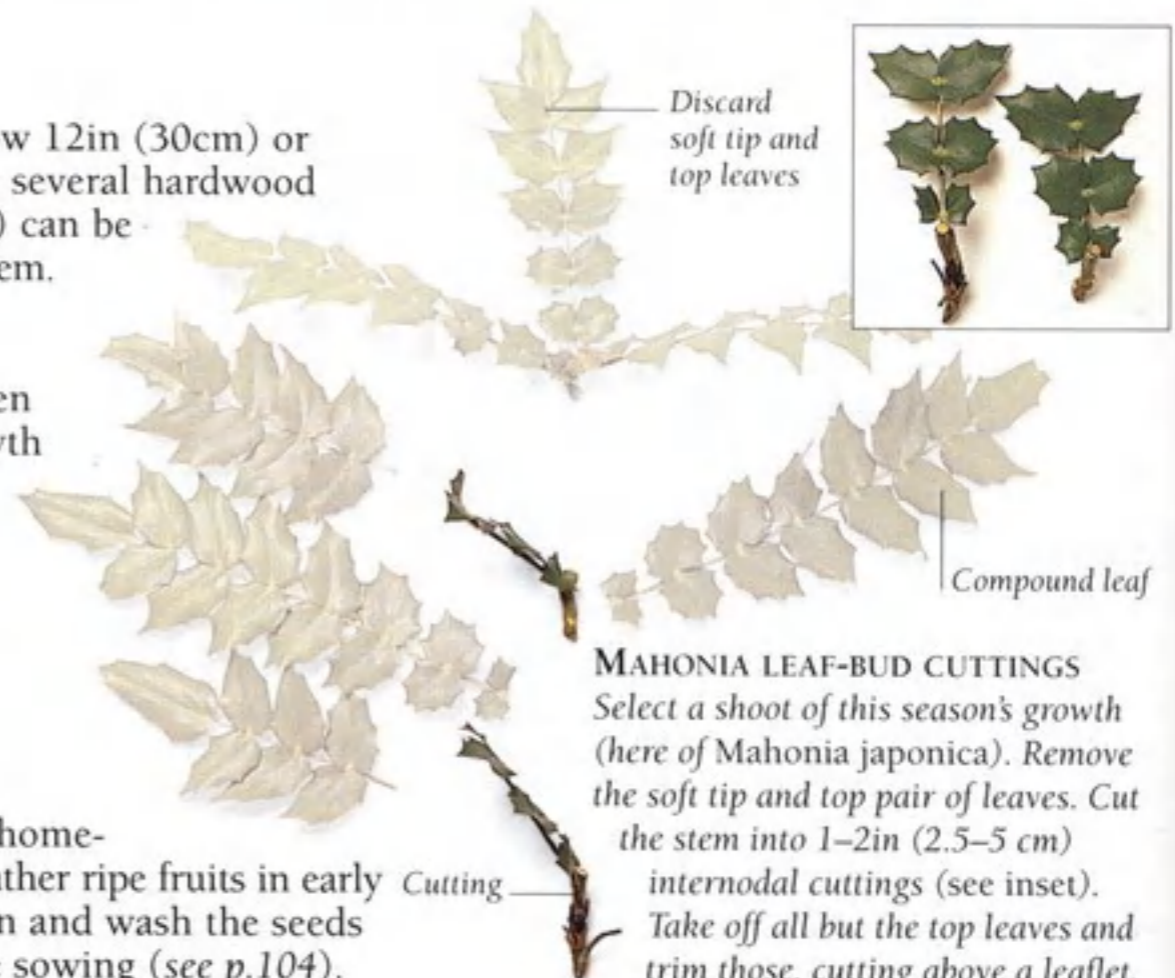 w 12in (30cm) or
several hardwood
) can be
em.
en
th
home-
ther ripe fruits in early
n and wash the seeds
sowing (see p.104).
Discard
soft tip and
top leaves
Compound leaf
Cutting
MAHONIA LEAF-BUD CUTTINGS
Select a shoot of this season's growth
(here of Mahonia japonica). Remove
the soft tip and top pair of leaves. Cut
the stem into 1–2in (2.5–5 cm)
internodal cuttings (see inset).
Take off all but the top leaves and
trim those, cutting above a leaflet.